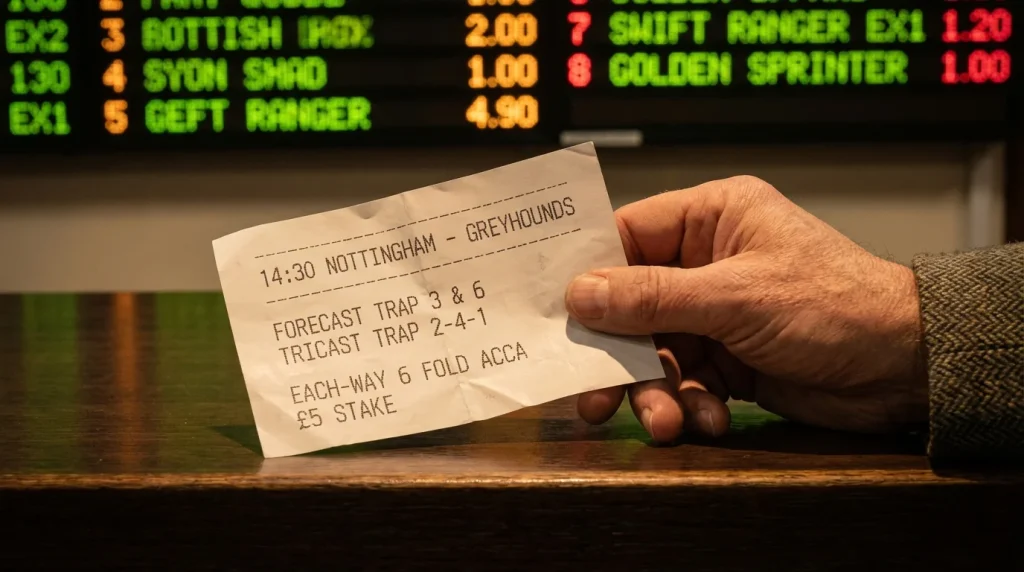 EX2 3 BOTTISH 2.00
130 4 SYON SMAD 1.00
EX1 5 GEFT RANGER 4.90
7 SWIFT RANGER EX1 1.20
8 GOLDEN SPRINTER 1.00
14:30 NOTTINGHAM - GREYHOUNDS
FORECAST TRAP 3 & 6
TRICAST TRAP 2-4-1
EACH-WAY 6 FOLD ACCA
£5 STAKE